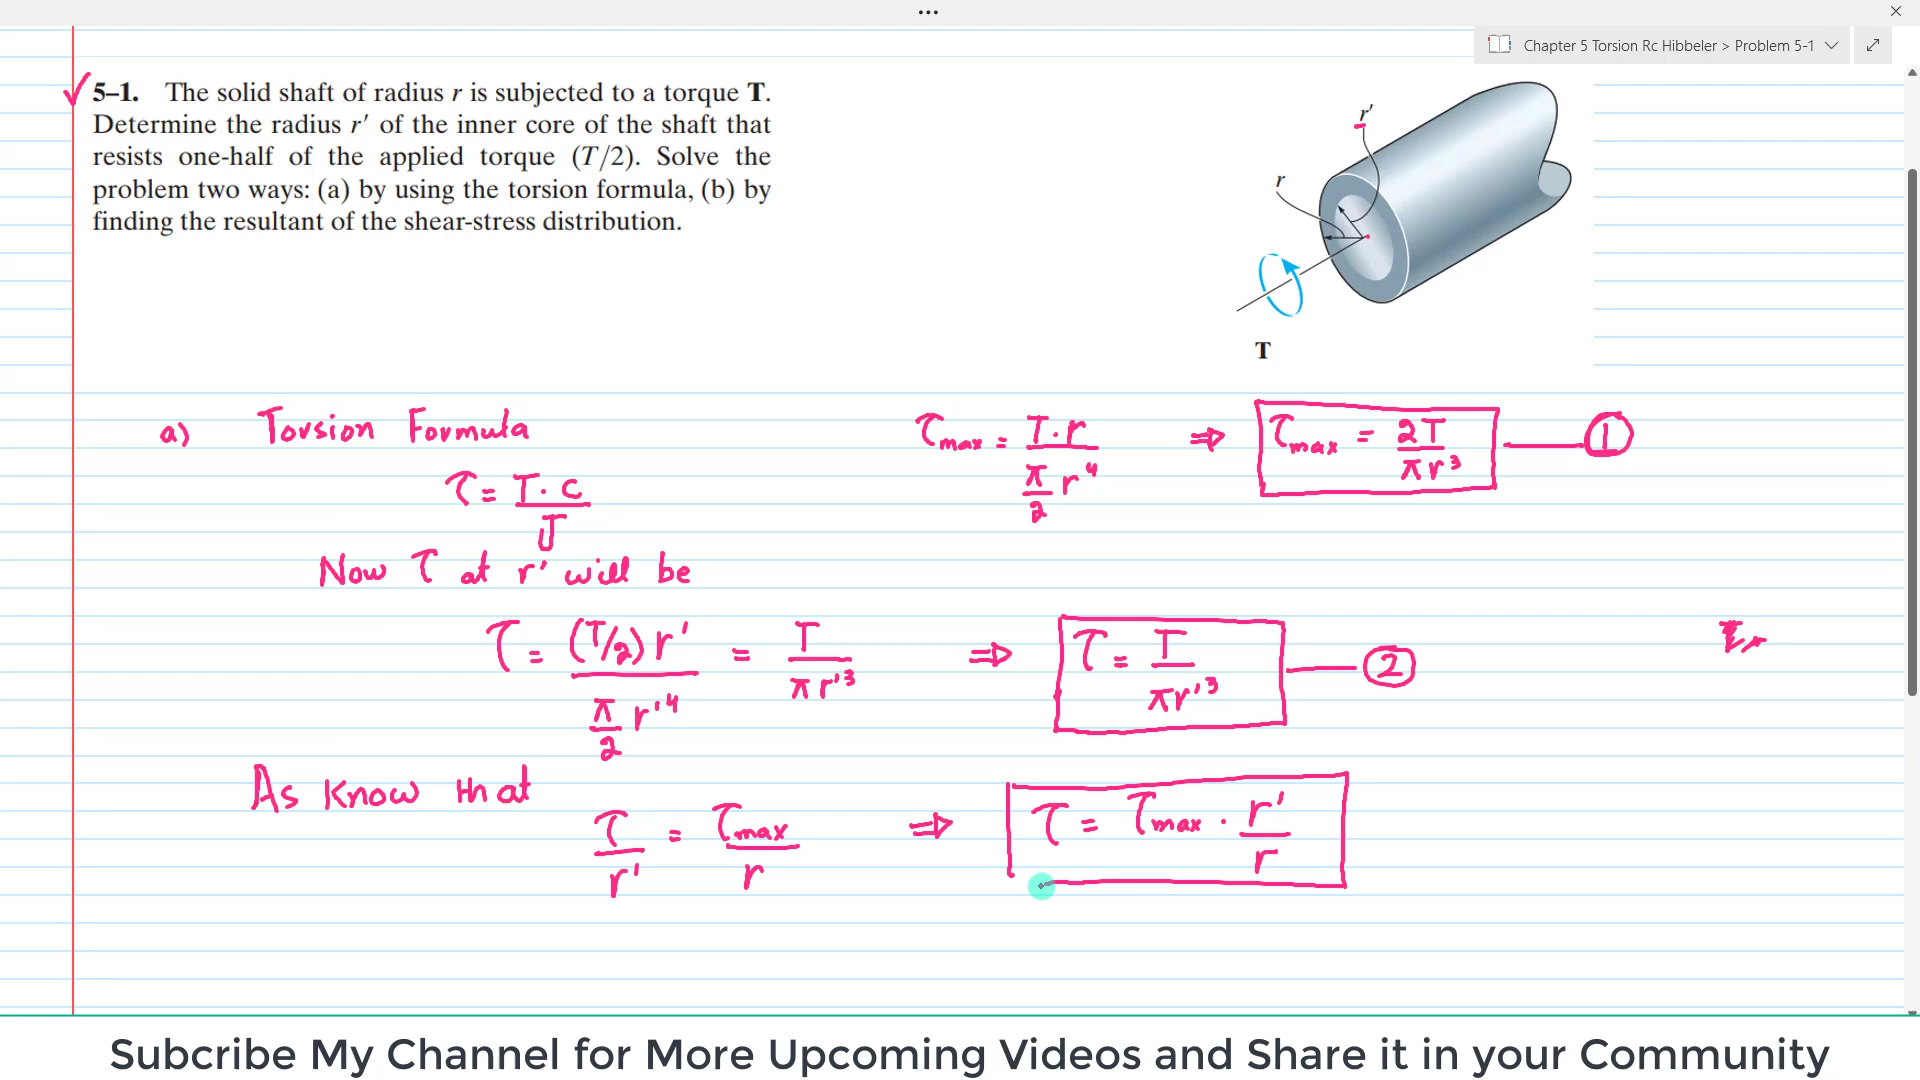 ...
Chapter 5 Torsion Rc Hibbeler > Problem 5-1
5–1. The solid shaft of radius r is subjected to a torque T.
Determine the radius r′ of the inner core of the shaft that
resists one-half of the applied torque (T/2). Solve the
problem two ways: (a) by using the torsion formula, (b) by
finding the resultant of the shear-stress distribution.
r′
r
T
a) Torsion Formula
τ = T·c / J
τmax = T·r / (π/2 r⁴) ⇒ τmax = 2T / πr³ — 1
Now τ at r' will be
τ = (T/2) r' / (π/2 r'⁴) = T / πr'³ ⇒ τ = T / πr'³ — 2
As Know that
τ / r' = τmax / r ⇒ τ = τmax · r' / r
Subcribe My Channel for More Upcoming Videos and Share it in your Community